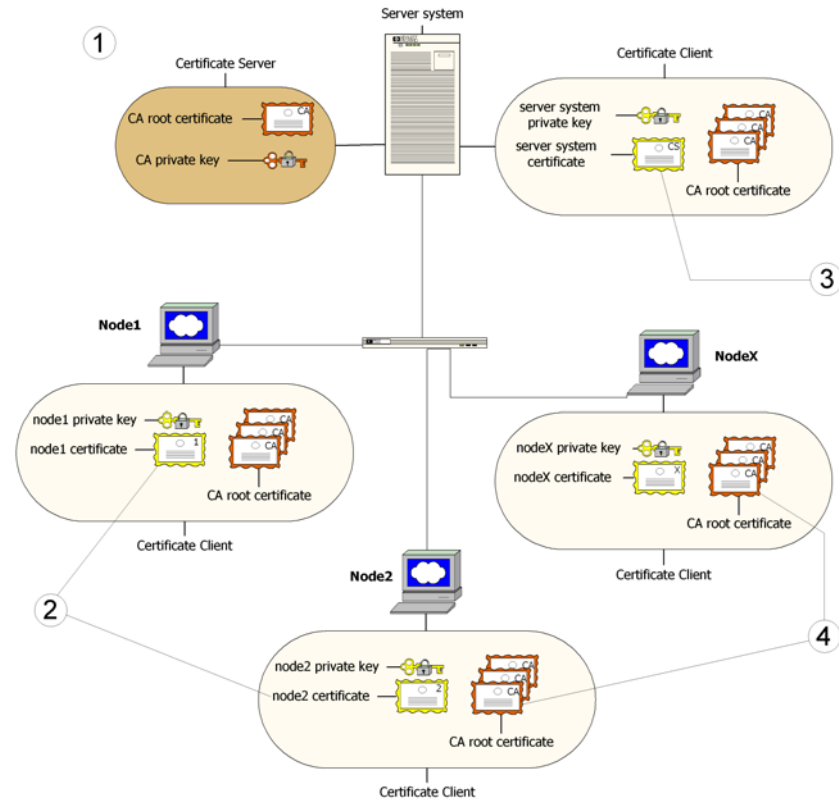 Server system
1
Certificate Server
CA root certificate
CA
CA private key
Certificate Client
server system
private key
server system
certificate
CS
CA
CA
CA
CA root certificate
3
Node1
NodeX
node1 private key
node1 certificate
1
CA
CA
CA
CA root certificate
Certificate Client
nodeX private key
nodeX certificate
X
CA
CA
CA
CA root certificate
Certificate Client
Node2
2
4
node2 private key
node2 certificate
2
CA
CA
CA
CA root certificate
Certificate Client